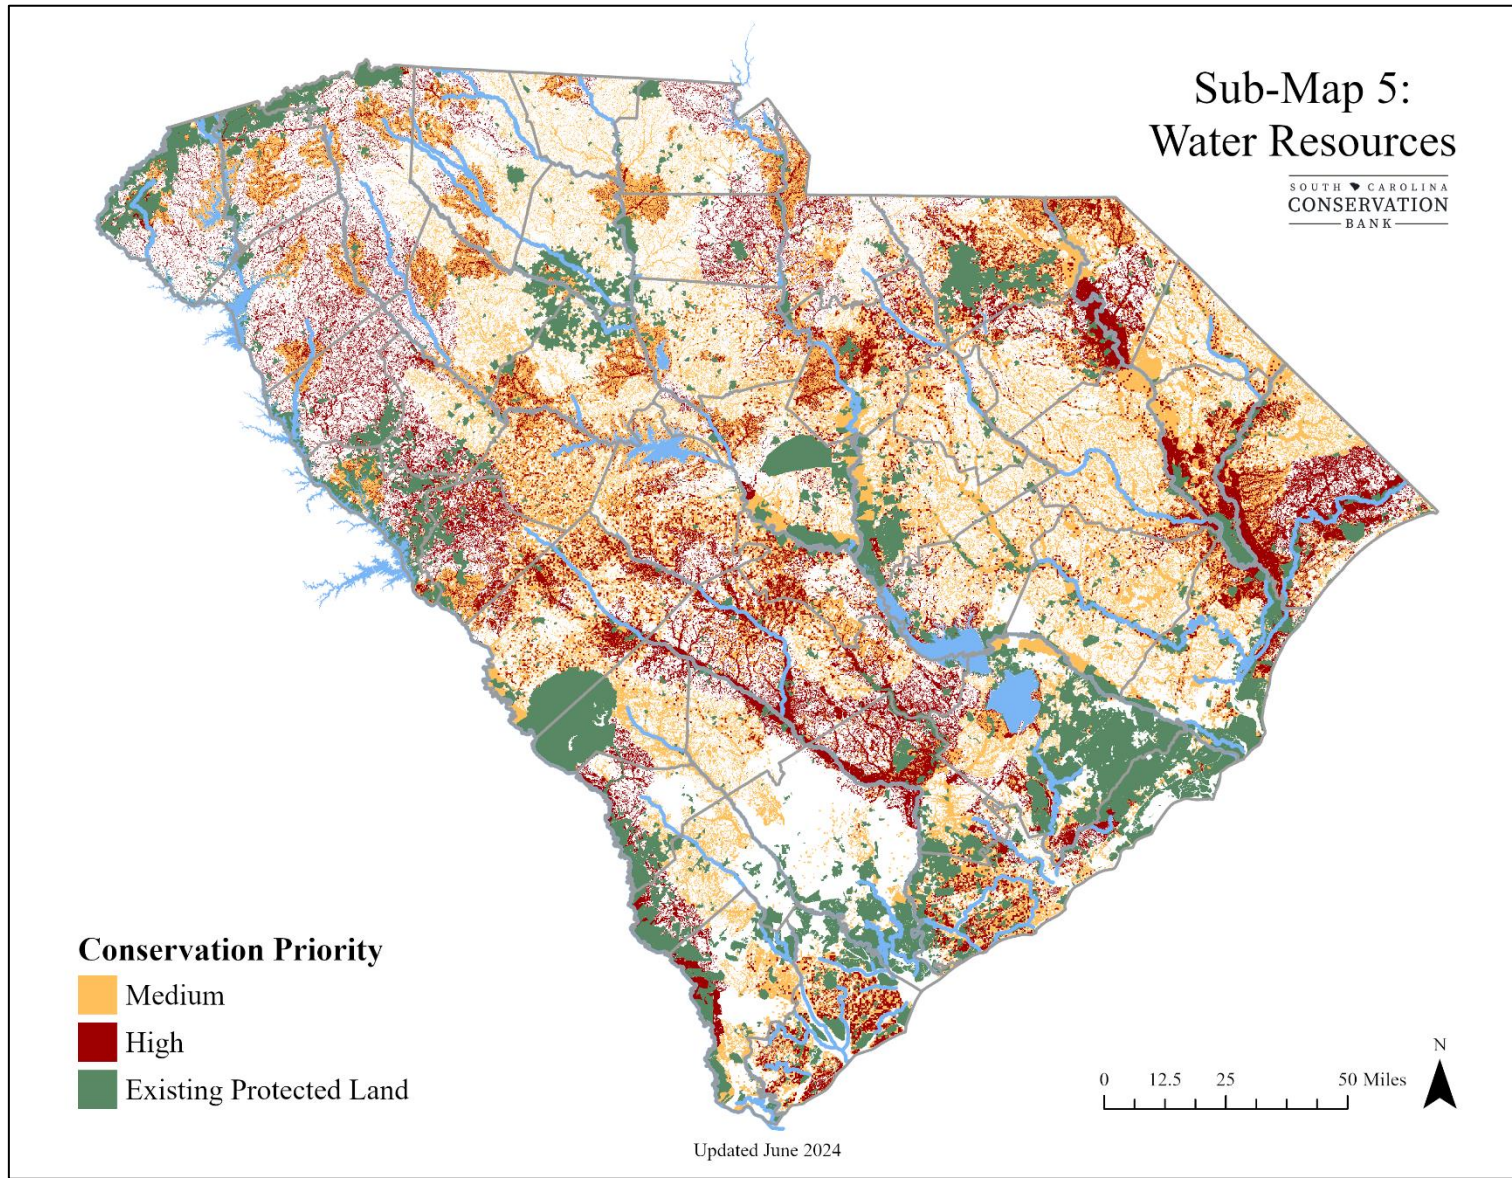 Sub-Map 5:
Water Resources
SOUTH CAROLINA
CONSERVATION
BANK
Conservation Priority
Medium
High
Existing Protected Land
N
0 12.5 25 50 Miles
Updated June 2024